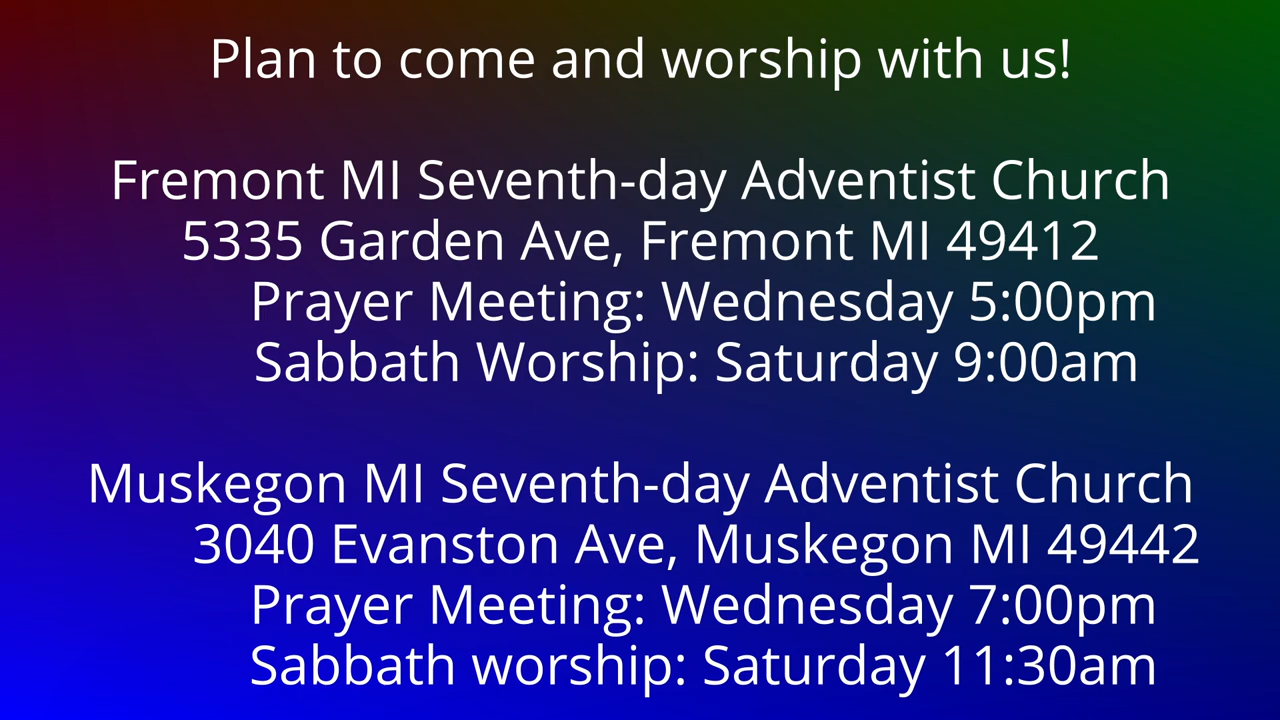 Plan to come and worship with us!
Fremont MI Seventh-day Adventist Church
5335 Garden Ave, Fremont MI 49412
Prayer Meeting: Wednesday 5:00pm
Sabbath Worship: Saturday 9:00am
Muskegon MI Seventh-day Adventist Church
3040 Evanston Ave, Muskegon MI 49442
Prayer Meeting: Wednesday 7:00pm
Sabbath worship: Saturday 11:30am